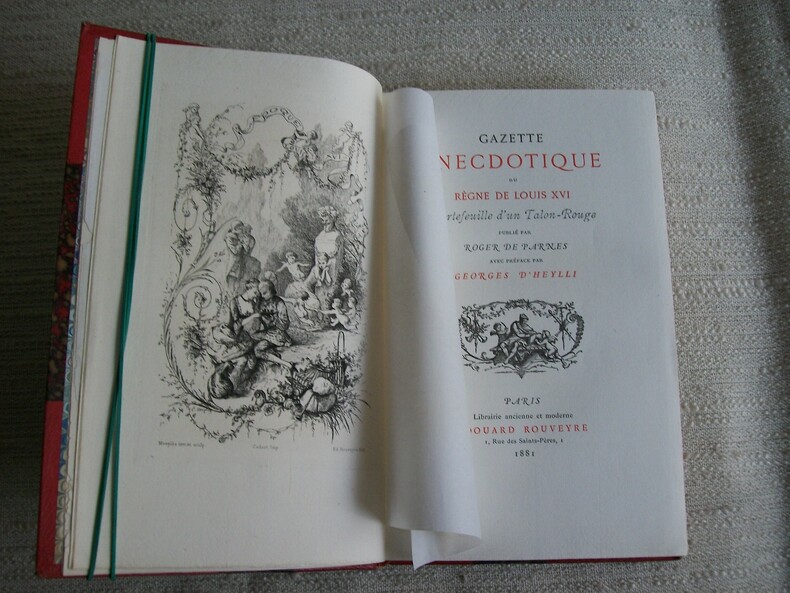 GAZETTE
NECDOTIQUE
DU
RÈGNE DE LOUIS XVI
rtefeuille d'un Talon-Rouge
PUBLIÉ PAR
ROGER DE PARNES
AVEC PRÉFACE PAR
GEORGES D'HEYLLI
PARIS
Librairie ancienne et moderne
OUARD ROUVEYRE
1, Rue des Saints-Pères, 1
1881